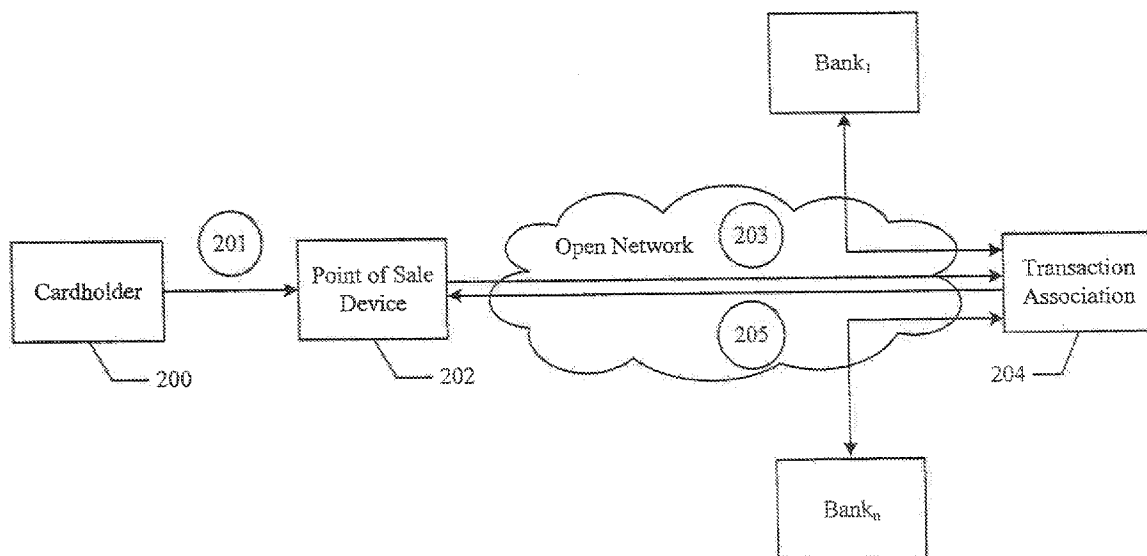 Bank₁
201
Open Network
203
Cardholder
Point of Sale
Device
Transaction
Association
205
200
202
204
Bankₙ